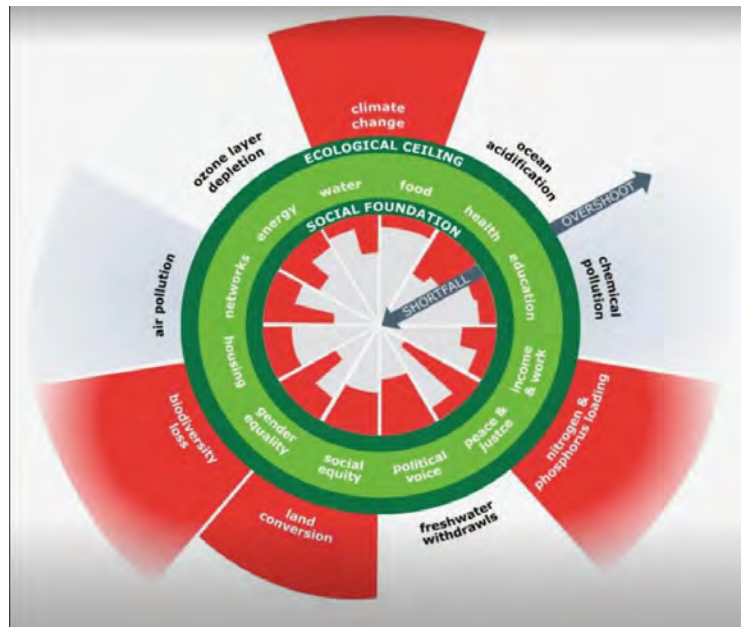 climate
change
ozone layer
depletion
ocean
acidification
ECOLOGICAL CEILING
OVERSHOOT
water
food
energy
health
SOCIAL FOUNDATION
SHORTFALL
networks
education
air pollution
chemical
pollution
housing
income
& work
gender
equality
peace &
justce
social
equity
political
voice
biodiversity
loss
nitrogen &
phosphorus loading
land
conversion
freshwater
withdrawls